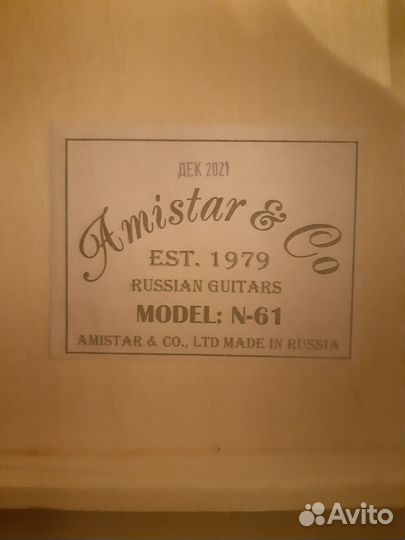 ДЕК 2021
Amistar & Co
EST. 1979
RUSSIAN GUITARS
MODEL: N-61
AMISTAR & CO., LTD MADE IN RUSSIA
Avito